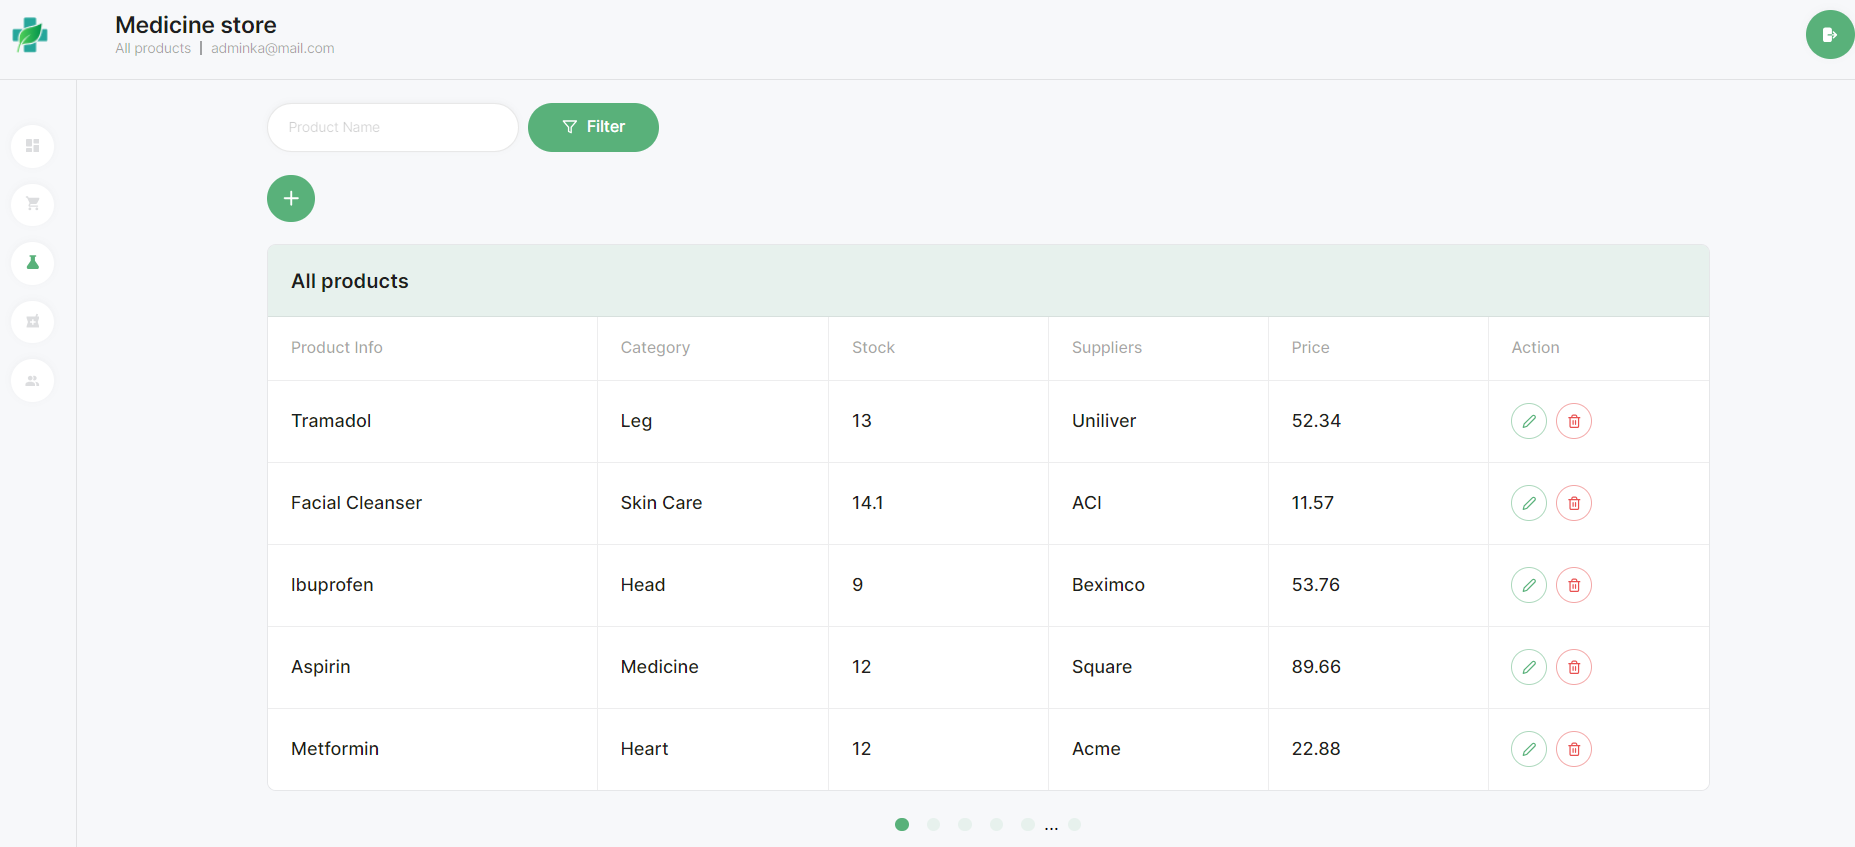 Medicine store
All products | adminka@mail.com
Product Name
Filter
All products
Product Info Category Stock Suppliers Price Action
Tramadol Leg 13 Uniliver 52.34
Facial Cleanser Skin Care 14.1 ACI 11.57
Ibuprofen Head 9 Beximco 53.76
Aspirin Medicine 12 Square 89.66
Metformin Heart 12 Acme 22.88
...